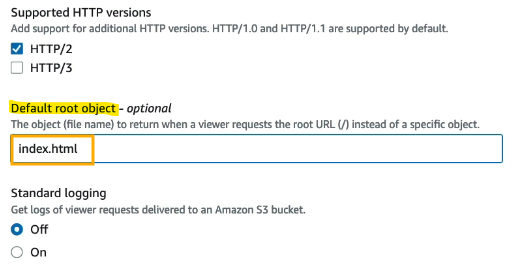 Supported HTTP versions
Add support for additional HTTP versions. HTTP/1.0 and HTTP/1.1 are supported by default.
HTTP/2
HTTP/3
Default root object - optional
The object (file name) to return when a viewer requests the root URL (/) instead of a specific object.
index.html
Standard logging
Get logs of viewer requests delivered to an Amazon S3 bucket.
Off
On